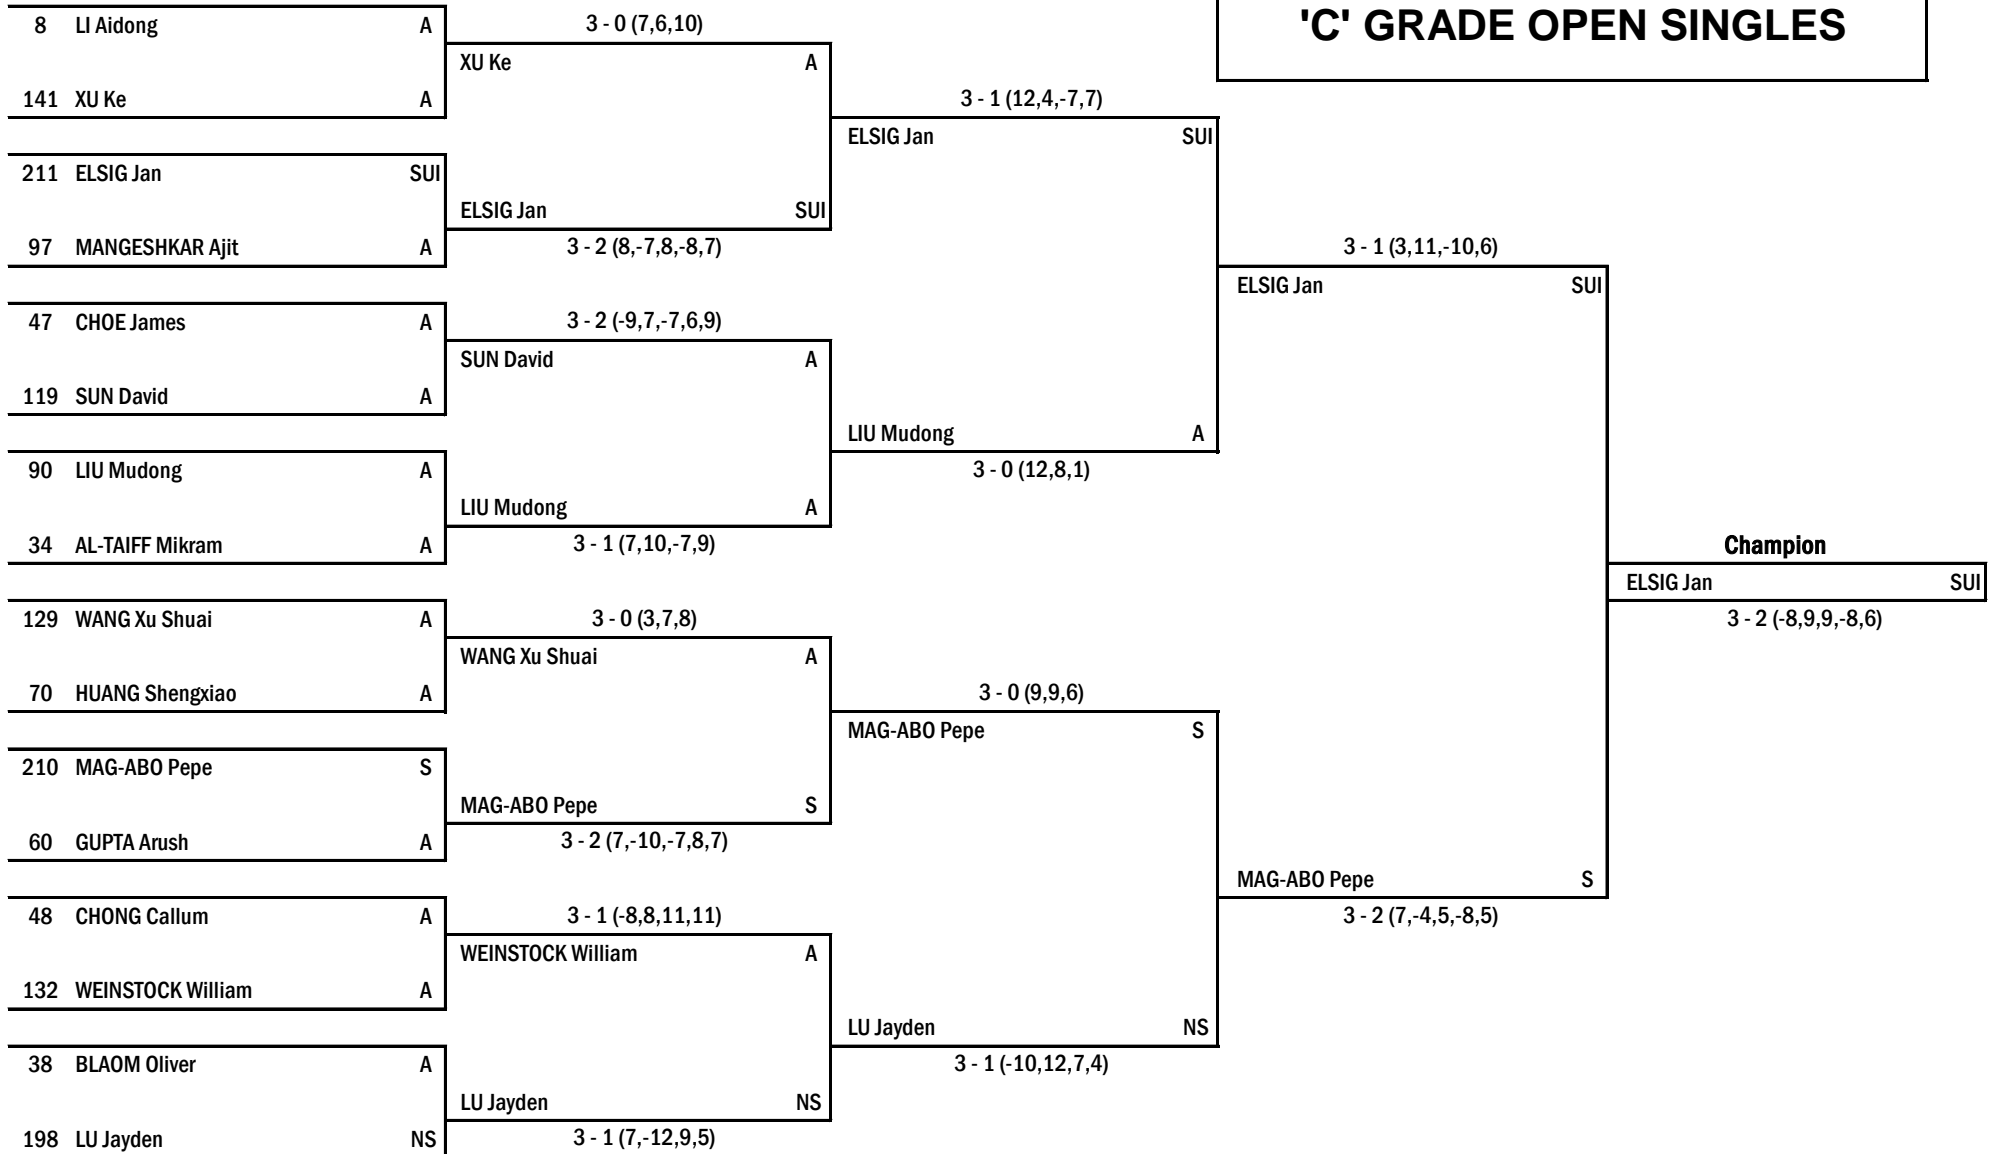 'C' GRADE OPEN SINGLES
8 LI Aidong A
3 - 0 (7,6,10)
XU Ke A
141 XU Ke A
3 - 1 (12,4,-7,7)
ELSIG Jan SUI
211 ELSIG Jan SUI
ELSIG Jan SUI
97 MANGESHKAR Ajit A
3 - 2 (8,-7,8,-8,7)
3 - 1 (3,11,-10,6)
ELSIG Jan SUI
47 CHOE James A
3 - 2 (-9,7,-7,6,9)
SUN David A
119 SUN David A
LIU Mudong A
90 LIU Mudong A
3 - 0 (12,8,1)
LIU Mudong A
34 AL-TAIFF Mikram A
3 - 1 (7,10,-7,9)
Champion
ELSIG Jan SUI
129 WANG Xu Shuai A
3 - 0 (3,7,8)
3 - 2 (-8,9,9,-8,6)
WANG Xu Shuai A
70 HUANG Shengxiao A
3 - 0 (9,9,6)
MAG-ABO Pepe S
210 MAG-ABO Pepe S
MAG-ABO Pepe S
60 GUPTA Arush A
3 - 2 (7,-10,-7,8,7)
MAG-ABO Pepe S
48 CHONG Callum A
3 - 1 (-8,8,11,11)
3 - 2 (7,-4,5,-8,5)
WEINSTOCK William A
132 WEINSTOCK William A
LU Jayden NS
38 BLAOM Oliver A
3 - 1 (-10,12,7,4)
LU Jayden NS
198 LU Jayden NS
3 - 1 (7,-12,9,5)